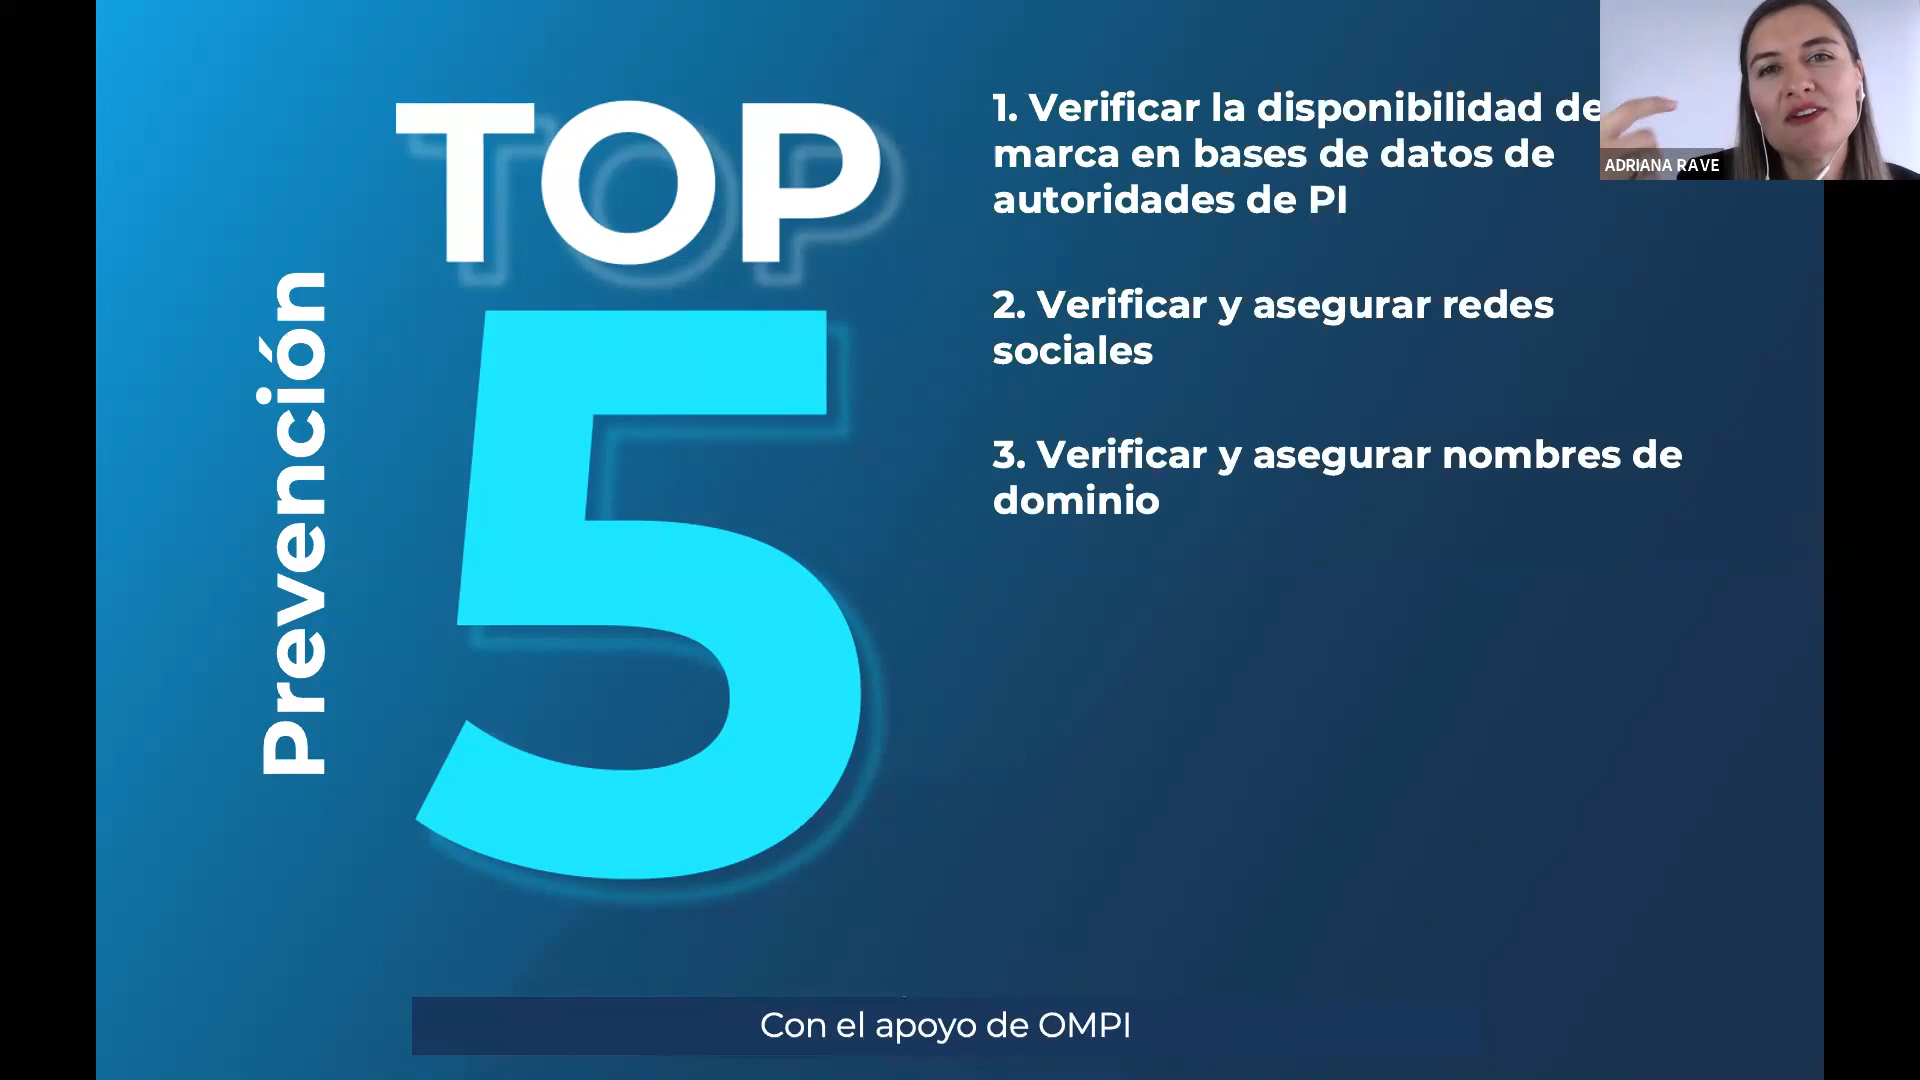 Prevención
TOP
5
1. Verificar la disponibilidad de
marca en bases de datos de
autoridades de PI
2. Verificar y asegurar redes
sociales
3. Verificar y asegurar nombres de
dominio
ADRIANA RAVE
Con el apoyo de OMPI